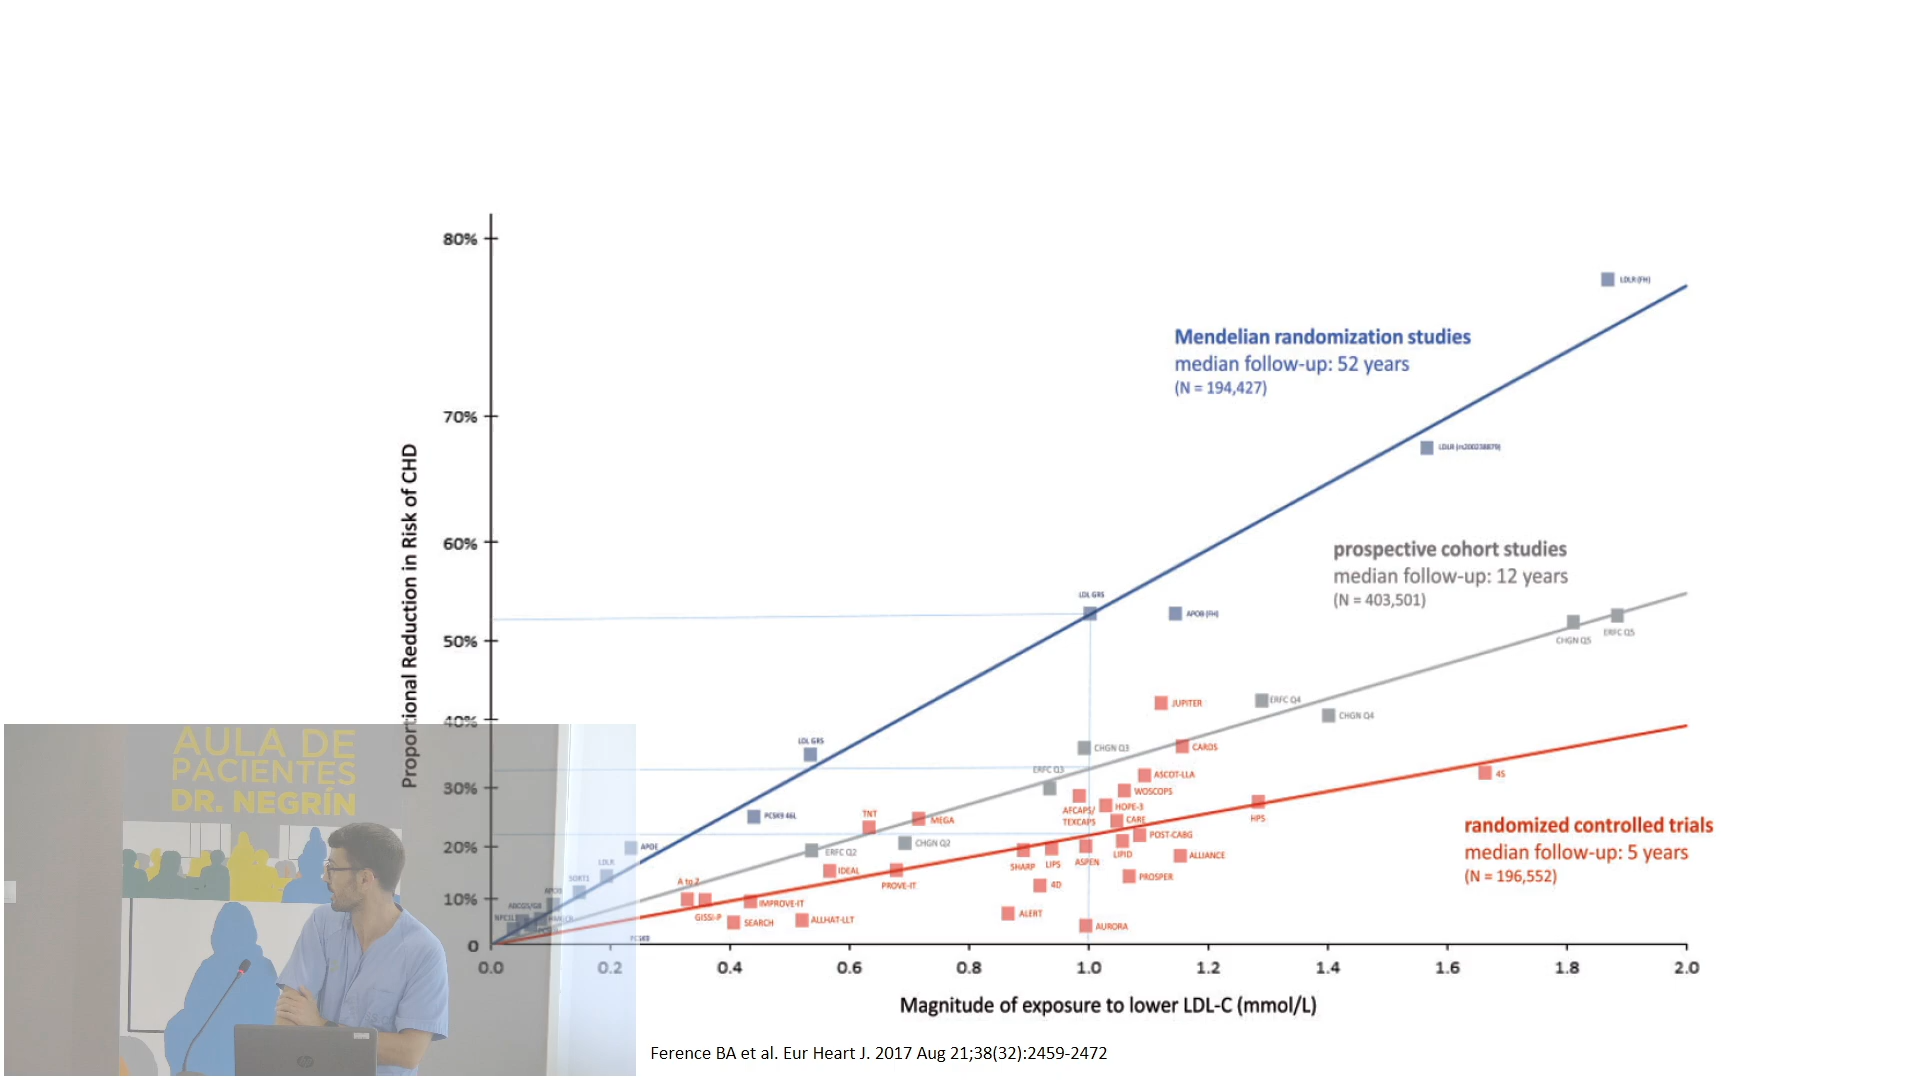 80%
70%
60%
50%
40%
30%
20%
10%
0
Proportional Reduction in Risk of CHD
LDLR (FH)
Mendelian randomization studies
median follow-up: 52 years
(N = 194,427)
prospective cohort studies
median follow-up: 12 years
(N = 403,501)
LDL GRS
APOB (FH)
CHGN Q5
ERFC Q5
JUPITER
ERFC Q4
CHGN Q4
LDL GRS
CHGN Q3
CARDS
ERFC Q3
ASCOT-LLA
4S
WOSCOPS
AFCAPS/
TEXCAPS
HOPE-3
HPS
PCSK9 46L
TNT
MEGA
CARE
POST-CABG
randomized controlled trials
median follow-up: 5 years
(N = 196,552)
APOE
ERFC Q2
CHGN Q2
SHARP
LIPS
ASPEN
LIPID
ALLIANCE
LDLR
SORT1
IDEAL
PROVE-IT
4D
PROSPER
A to Z
GISSI-P
IMPROVE-IT
SEARCH
ALLHAT-LLT
ALERT
AURORA
0.0
0.2
0.4
0.6
0.8
1.0
1.2
1.4
1.6
1.8
2.0
Magnitude of exposure to lower LDL-C (mmol/L)
AULA DE
PACIENTES
DR. NEGRÍN
Ference BA et al. Eur Heart J. 2017 Aug 21;38(32):2459-2472